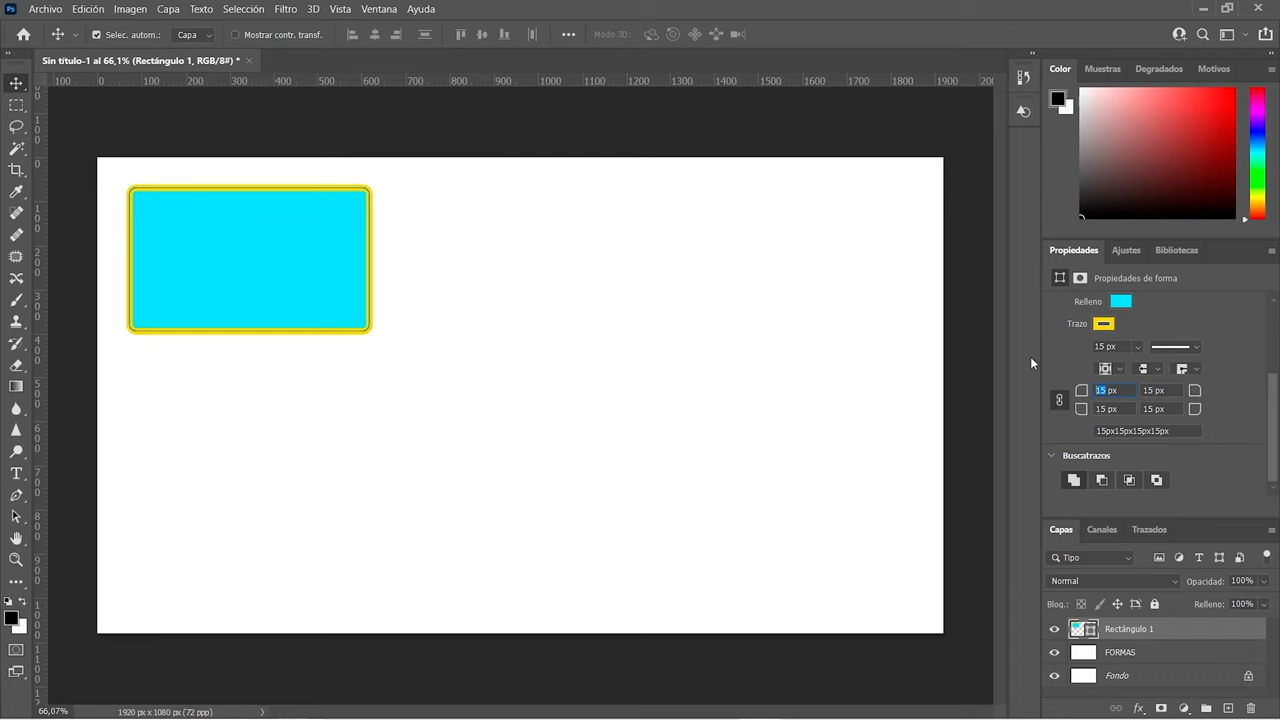 Ps Archivo Edición Imagen Capa Texto Selección Filtro 3D Vista Ventana Ayuda
Selec. autom.: Capa Mostrar contr. transf. Modo 3D:
Sin título-1 al 66,1% (Rectángulo 1, RGB/8#) *
100 0 100 200 300 400 500 600 700 800 900 1000 1100 1200 1300 1400 1500 1600 1700 1800 1900
Color Muestras Degradados Motivos
Propiedades Ajustes Bibliotecas
Propiedades de forma
Relleno
Trazo
15 px
15 px 15 px
15 px 15 px
15px15px15px15px
Buscatrazos
Capas Canales Trazados
Tipo
Normal Opacidad: 100%
Bloq.: Relleno: 100%
Rectángulo 1
FORMAS
Fondo
66,07% 1920 px x 1080 px (72 ppp)